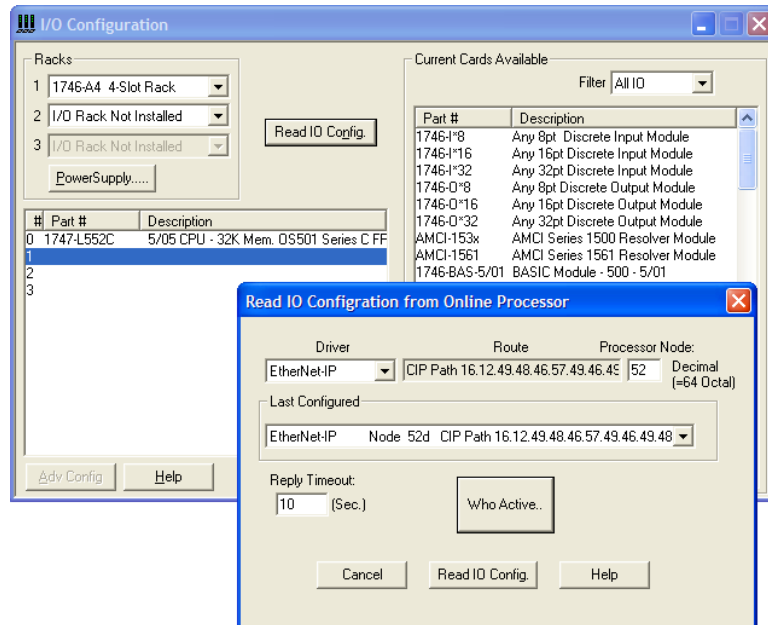 I/O Configuration
Racks
1 1746-A4 4-Slot Rack
2 I/O Rack Not Installed
3 I/O Rack Not Installed
PowerSupply.....
Read IO Config.
Current Cards Available
Filter All IO
Part # Description
1746-I*8 Any 8pt Discrete Input Module
1746-I*16 Any 16pt Discrete Input Module
1746-I*32 Any 32pt Discrete Input Module
1746-O*8 Any 8pt Discrete Output Module
1746-O*16 Any 16pt Discrete Output Module
1746-O*32 Any 32pt Discrete Output Module
AMCI-153x AMCI Series 1500 Resolver Module
AMCI-1561 AMCI Series 1561 Resolver Module
1746-BAS-5/01 BASIC Module - 500 - 5/01
# Part # Description
0 1747-L552C 5/05 CPU - 32K Mem. OS501 Series C FF
1
2
3
Adv Config Help
Read IO Configration from Online Processor
Driver Route Processor Node:
EtherNet-IP CIP Path 16.12.49.48.46.57.49.46.49 52 Decimal
(=64 Octal)
Last Configured
EtherNet-IP Node 52d CIP Path 16.12.49.48.46.57.49.46.49.48
Reply Timeout:
10 (Sec.)
Who Active..
Cancel Read IO Config. Help